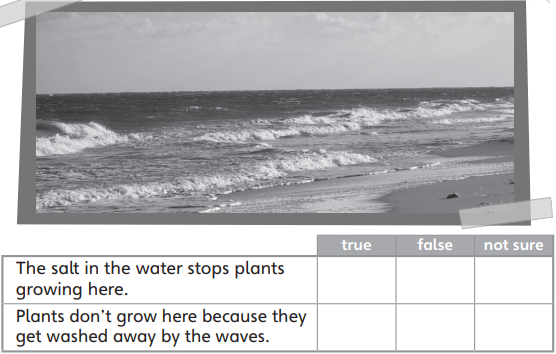 true false not sure
The salt in the water stops plants
growing here.
Plants don't grow here because they
get washed away by the waves.